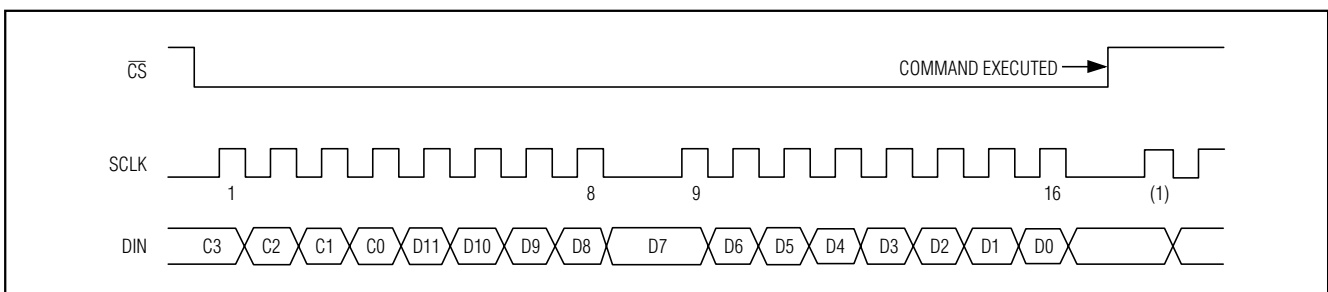 C̅S̅
COMMAND EXECUTED
SCLK
1 8 9 16 (1)
DIN
C3 C2 C1 C0 D11 D10 D9 D8 D7 D6 D5 D4 D3 D2 D1 D0